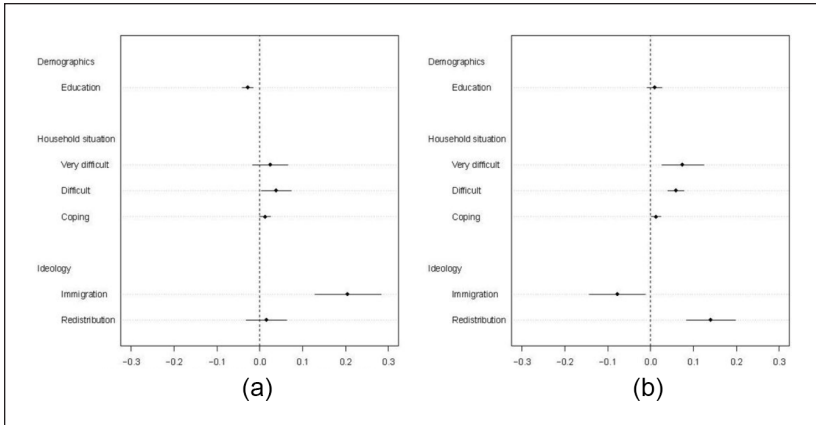 Demographics
Education
Household situation
Very difficult
Difficult
Coping
Ideology
Immigration
Redistribution
−0.3 −0.2 −0.1 0.0 0.1 0.2 0.3
(a)
Demographics
Education
Household situation
Very difficult
Difficult
Coping
Ideology
Immigration
Redistribution
−0.3 −0.2 −0.1 0.0 0.1 0.2 0.3
(b)